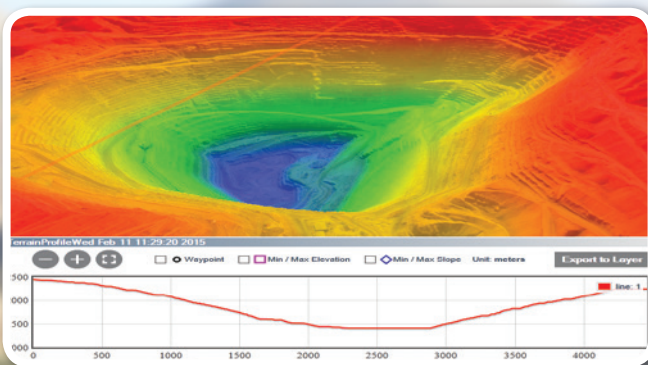 errainProfileWed Feb 11 11:29:20 2015
Waypoint Min / Max Elevation Min / Max Slope Unit: meters Export to Layer
line: 1
500
000
500
000
0 500 1000 1500 2000 2500 3000 3500 4000